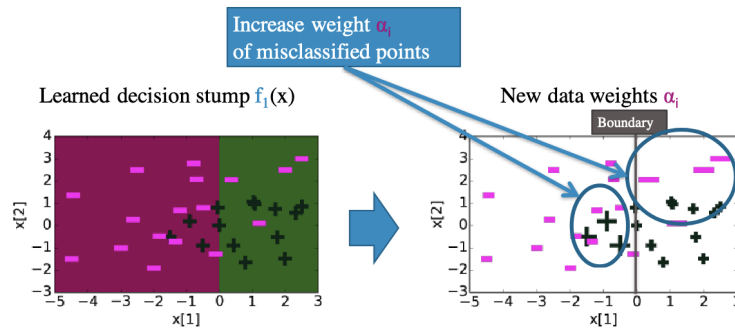 Increase weight αi
of misclassified points
Learned decision stump f1(x)
New data weights αi
Boundary
4
3
2
1
0
−1
−2
−3
x[2]
−5 −4 −3 −2 −1 0 1 2 3
x[1]
4
3
2
1
0
−1
−2
−3
x[2]
−5 −4 −3 −2 −1 0 1 2 3
x[1]